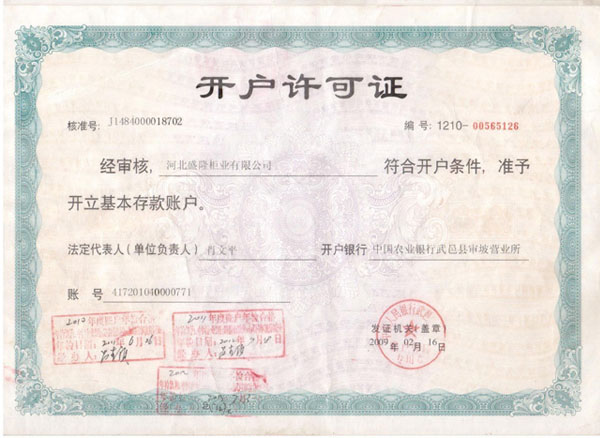 开户许可证
核准号: J1484000018702
编号: 1210-00565126
经审核, 河北盛隆柜业有限公司 符合开户条件, 准予
开立基本存款账户。
法定代表人(单位负责人) 肖文平 开户银行 中国农业银行武邑县审坡营业所
账号 417201040000771
发证机关(盖章)
2009 年 02 月 16 日